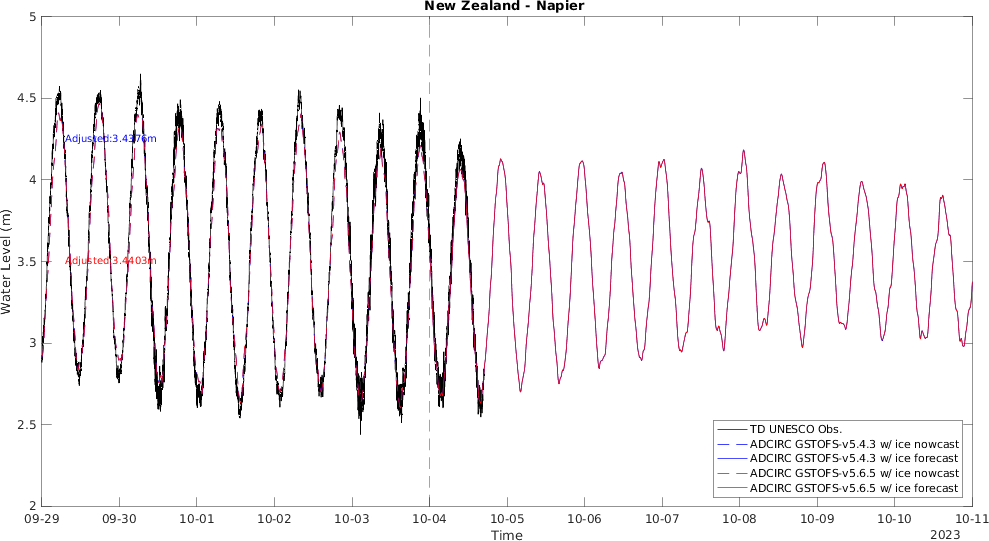 New Zealand - Napier
5
4.5
4
3.5
3
2.5
2
Water Level (m)
Adjusted:3.4376m
Adjusted:3.4403m
TD UNESCO Obs.
ADCIRC GSTOFS-v5.4.3 w/ ice nowcast
ADCIRC GSTOFS-v5.4.3 w/ ice forecast
ADCIRC GSTOFS-v5.6.5 w/ ice nowcast
ADCIRC GSTOFS-v5.6.5 w/ ice forecast
09-29 09-30 10-01 10-02 10-03 10-04 10-05 10-06 10-07 10-08 10-09 10-10 10-11
Time
2023